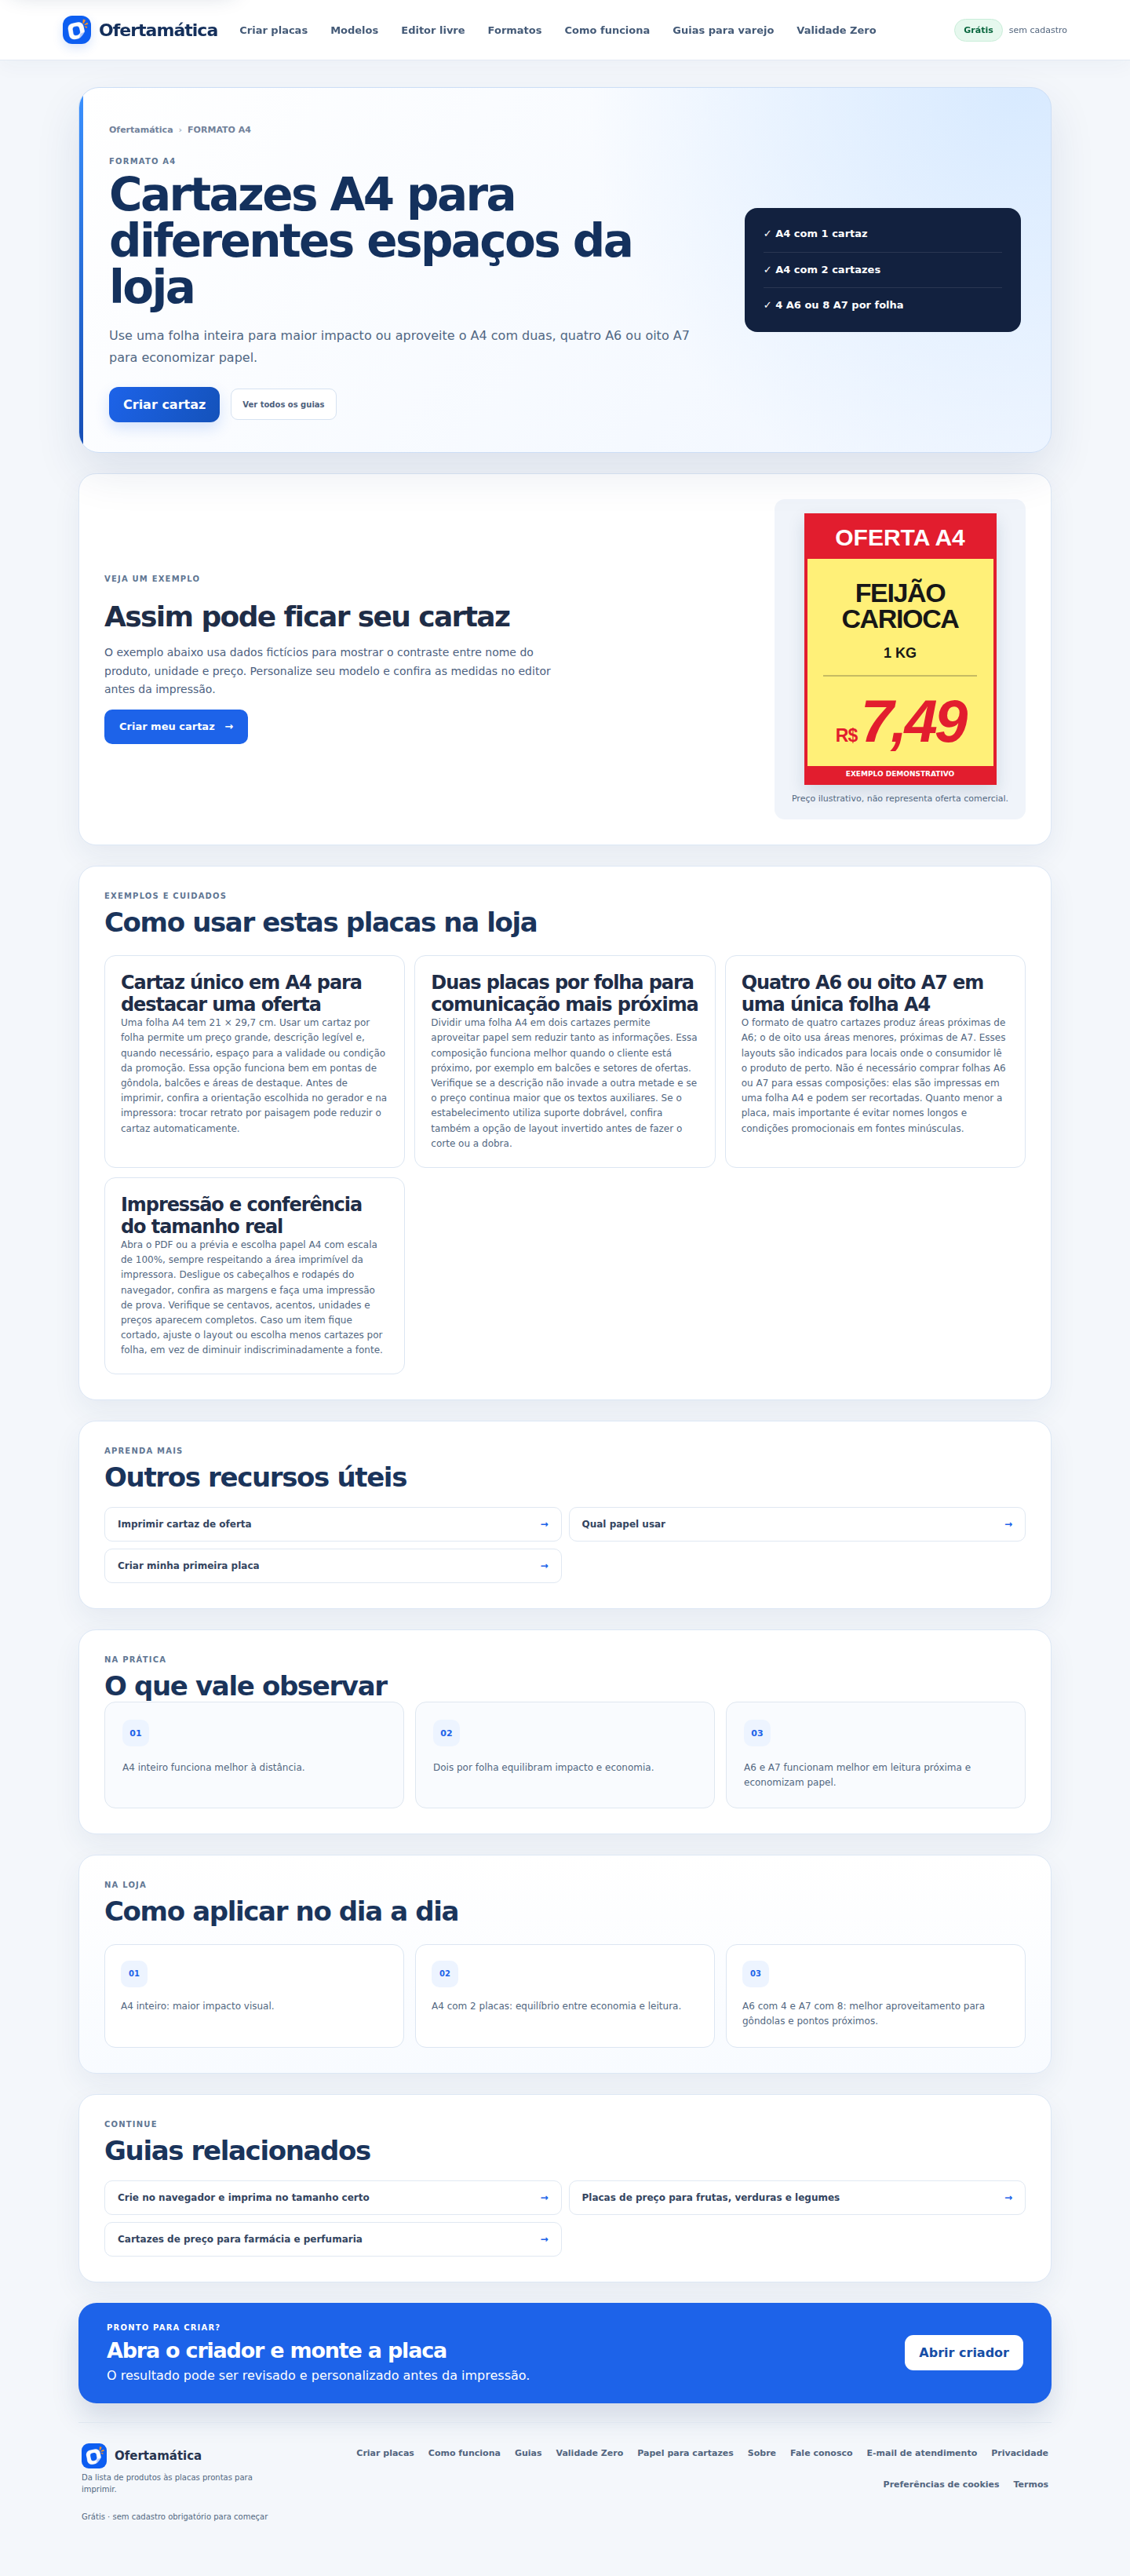 Ofertamática
Criar placas
Modelos
Editor livre
Formatos
Como funciona
Guias para varejo
Validade Zero
Grátis
sem cadastro
Ofertamática › FORMATO A4
FORMATO A4
Cartazes A4 para
diferentes espaços da
loja
Use uma folha inteira para maior impacto ou aproveite o A4 com duas, quatro A6 ou oito A7
para economizar papel.
Criar cartaz
Ver todos os guias
✓ A4 com 1 cartaz
✓ A4 com 2 cartazes
✓ 4 A6 ou 8 A7 por folha
VEJA UM EXEMPLO
Assim pode ficar seu cartaz
O exemplo abaixo usa dados fictícios para mostrar o contraste entre nome do
produto, unidade e preço. Personalize seu modelo e confira as medidas no editor
antes da impressão.
Criar meu cartaz →
OFERTA A4
FEIJÃO
CARIOCA
1 KG
R$ 7,49
EXEMPLO DEMONSTRATIVO
Preço ilustrativo, não representa oferta comercial.
EXEMPLOS E CUIDADOS
Como usar estas placas na loja
Cartaz único em A4 para
destacar uma oferta
Uma folha A4 tem 21 × 29,7 cm. Usar um cartaz por
folha permite um preço grande, descrição legível e,
quando necessário, espaço para a validade ou condição
da promoção. Essa opção funciona bem em pontas de
gôndola, balcões e áreas de destaque. Antes de
imprimir, confira a orientação escolhida no gerador e na
impressora: trocar retrato por paisagem pode reduzir o
cartaz automaticamente.
Duas placas por folha para
comunicação mais próxima
Dividir uma folha A4 em dois cartazes permite
aproveitar papel sem reduzir tanto as informações. Essa
composição funciona melhor quando o cliente está
próximo, por exemplo em balcões e setores de ofertas.
Verifique se a descrição não invade a outra metade e se
o preço continua maior que os textos auxiliares. Se o
estabelecimento utiliza suporte dobrável, confira
também a opção de layout invertido antes de fazer o
corte ou a dobra.
Quatro A6 ou oito A7 em
uma única folha A4
O formato de quatro cartazes produz áreas próximas de
A6; o de oito usa áreas menores, próximas de A7. Esses
layouts são indicados para locais onde o consumidor lê
o produto de perto. Não é necessário comprar folhas A6
ou A7 para essas composições: elas são impressas em
uma folha A4 e podem ser recortadas. Quanto menor a
placa, mais importante é evitar nomes longos e
condições promocionais em fontes minúsculas.
Impressão e conferência
do tamanho real
Abra o PDF ou a prévia e escolha papel A4 com escala
de 100%, sempre respeitando a área imprimível da
impressora. Desligue os cabeçalhos e rodapés do
navegador, confira as margens e faça uma impressão
de prova. Verifique se centavos, acentos, unidades e
preços aparecem completos. Caso um item fique
cortado, ajuste o layout ou escolha menos cartazes por
folha, em vez de diminuir indiscriminadamente a fonte.
APRENDA MAIS
Outros recursos úteis
Imprimir cartaz de oferta →
Qual papel usar →
Criar minha primeira placa →
NA PRÁTICA
O que vale observar
01
A4 inteiro funciona melhor à distância.
02
Dois por folha equilibram impacto e economia.
03
A6 e A7 funcionam melhor em leitura próxima e
economizam papel.
NA LOJA
Como aplicar no dia a dia
01
A4 inteiro: maior impacto visual.
02
A4 com 2 placas: equilíbrio entre economia e leitura.
03
A6 com 4 e A7 com 8: melhor aproveitamento para
gôndolas e pontos próximos.
CONTINUE
Guias relacionados
Crie no navegador e imprima no tamanho certo →
Placas de preço para frutas, verduras e legumes →
Cartazes de preço para farmácia e perfumaria →
PRONTO PARA CRIAR?
Abra o criador e monte a placa
O resultado pode ser revisado e personalizado antes da impressão.
Abrir criador
Ofertamática
Da lista de produtos às placas prontas para
imprimir.
Grátis · sem cadastro obrigatório para começar
Criar placas
Como funciona
Guias
Validade Zero
Papel para cartazes
Sobre
Fale conosco
E-mail de atendimento
Privacidade
Preferências de cookies
Termos